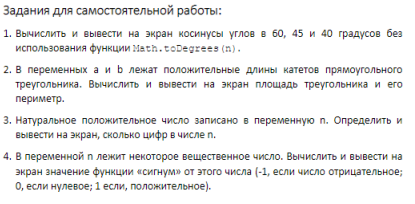 Задания для самостоятельной работы:
1. Вычислить и вывести на экран косинусы углов в 60, 45 и 40 градусов без
использования функции Math.toDegrees(n).
2. В переменных a и b лежат положительные длины катетов прямоугольного
треугольника. Вычислить и вывести на экран площадь треугольника и его
периметр.
3. Натуральное положительное число записано в переменную n. Определить и
вывести на экран, сколько цифр в числе n.
4. В переменной n лежит некоторое вещественное число. Вычислить и вывести на
экран значение функции «сигнум» от этого числа (-1, если число отрицательное;
0, если нулевое; 1 если, положительное).